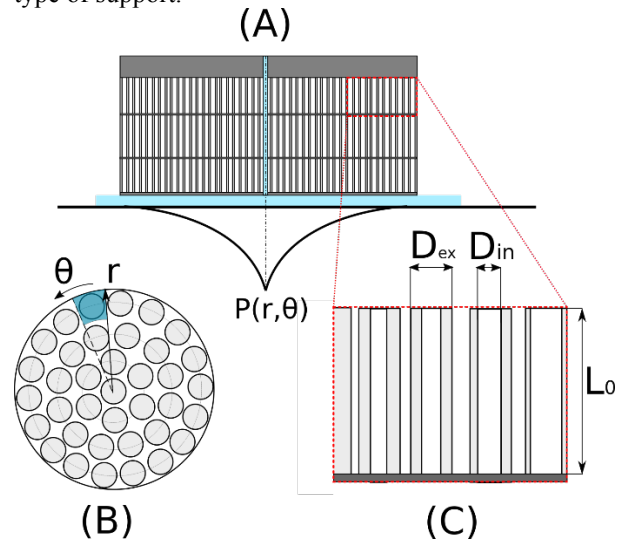 type of support.
(A)
θ
r
P(r,θ)
Dex
Din
L0
(B)
(C)